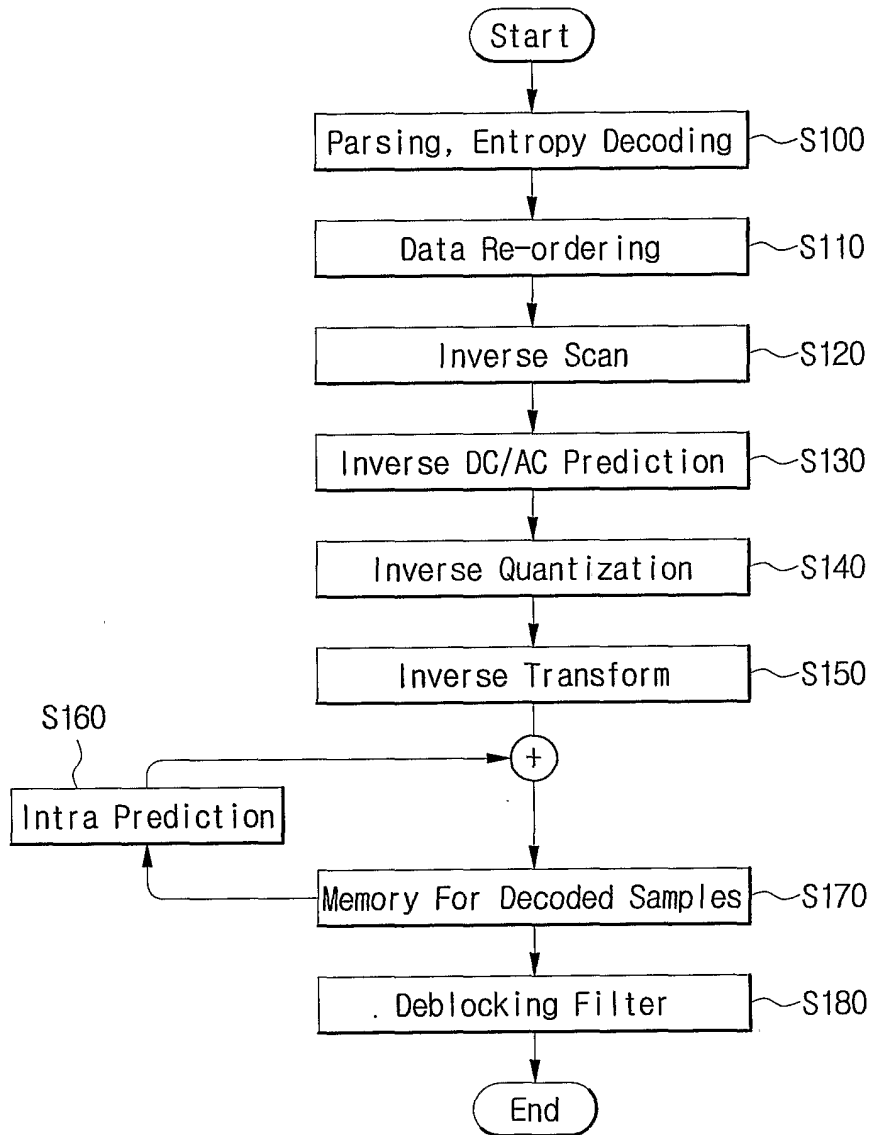 Start
Parsing, Entropy Decoding
S100
Data Re-ordering
S110
Inverse Scan
S120
Inverse DC/AC Prediction
S130
Inverse Quantization
S140
Inverse Transform
S150
S160
+
Intra Prediction
Memory For Decoded Samples
S170
Deblocking Filter
S180
End